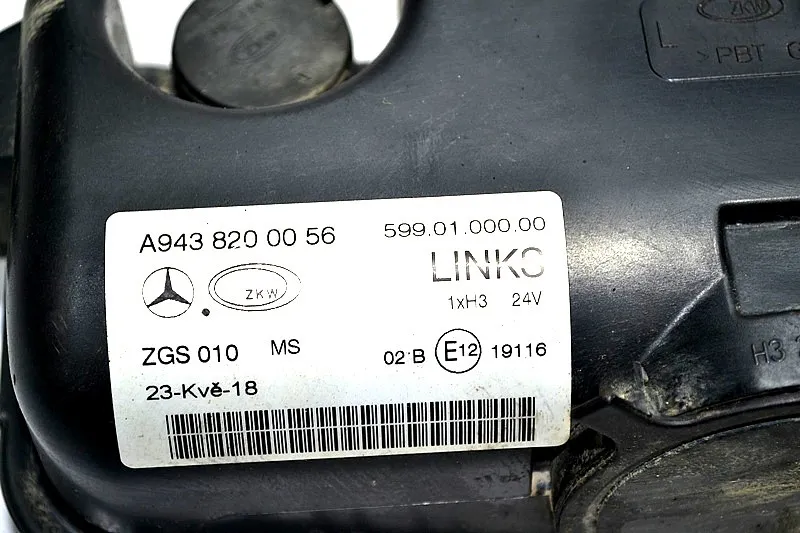 ZKW
L
>PBT
A943 820 00 56
599.01.000.00
LINKS
ZKW
1xH3 24V
ZGS 010 MS
02 B E12 19116
23-Kvě-18
H3